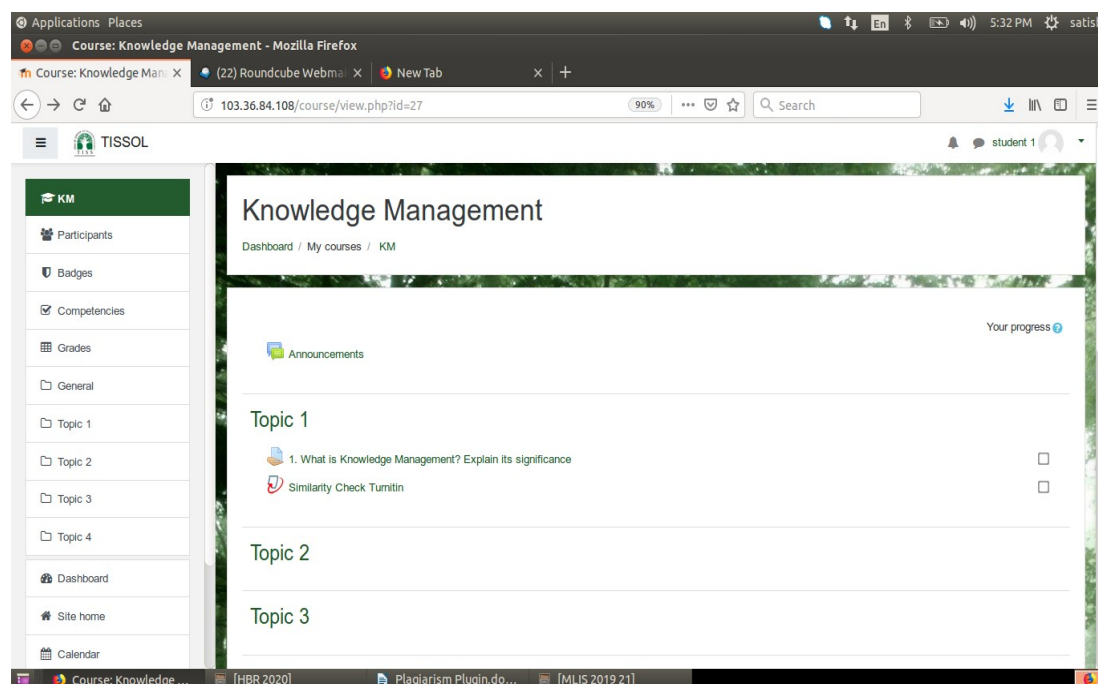 Applications Places En 5:32 PM satis
Course: Knowledge Management - Mozilla Firefox
Course: Knowledge Man (22) Roundcube Webmai New Tab
103.36.84.108/course/view.php?id=27 90% Search
TISSOL student 1
TISS
KM
Participants
Badges
Competencies
Grades
General
Topic 1
Topic 2
Topic 3
Topic 4
Dashboard
Site home
Calendar
Knowledge Management
Dashboard / My courses / KM
Your progress
Announcements
Topic 1
1. What is Knowledge Management? Explain its significance
Similarity Check Turnitin
Topic 2
Topic 3
Course: Knowledge ... [HBR 2020] Plagiarism Plugin.do... [MLIS 2019 21]